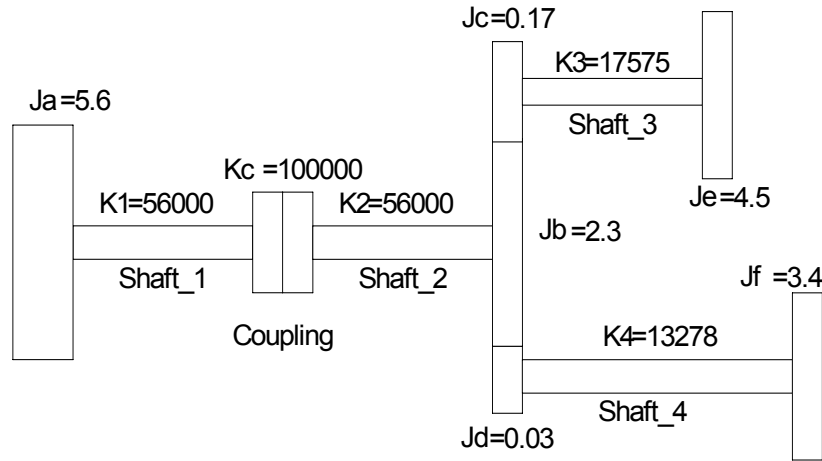 Jc=0.17
K3=17575
Ja=5.6
Shaft_3
Kc =100000
K1=56000
K2=56000
Je=4.5
Jb=2.3
Shaft_1
Shaft_2
Jf =3.4
Coupling
K4=13278
Shaft_4
Jd=0.03